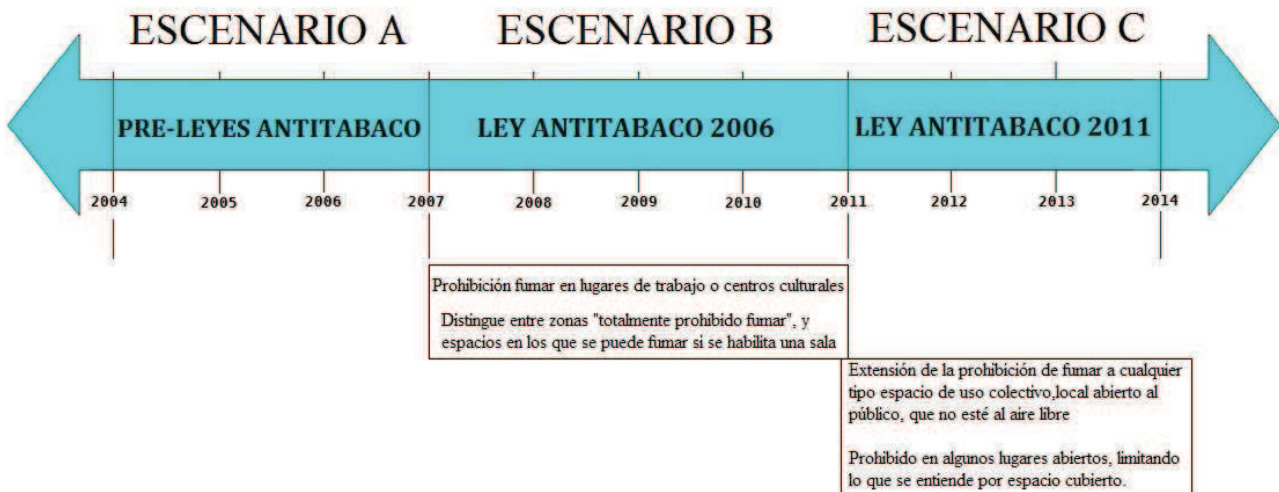 ESCENARIO A ESCENARIO B ESCENARIO C
PRE-LEYES ANTITABACO LEY ANTITABACO 2006 LEY ANTITABACO 2011
2004 2005 2006 2007 2008 2009 2010 2011 2012 2013 2014
Prohibición fumar en lugares de trabajo o centros culturales
Distingue entre zonas "totalmente prohibido fumar", y
espacios en los que se puede fumar si se habilita una sala
Extensión de la prohibición de fumar a cualquier
tipo espacio de uso colectivo,local abierto al
público, que no esté al aire libre
Prohibido en algunos lugares abiertos, limitando
lo que se entiende por espacio cubierto.